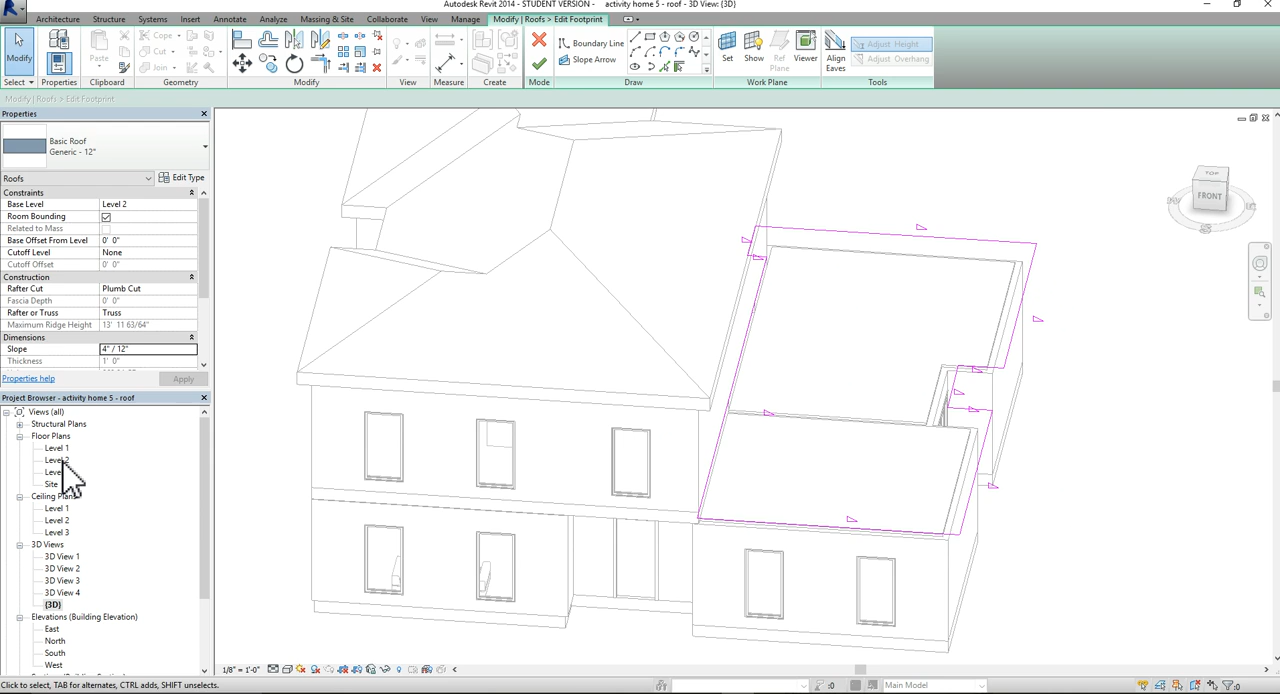 Autodesk Revit 2014 - STUDENT VERSION - activity home 5 - roof - 3D View: {3D}
Architecture Structure Systems Insert Annotate Analyze Massing & Site Collaborate View Manage Modify | Roofs > Edit Footprint
Modify
Paste
Cope
Cut
Join
Boundary Line
Slope Arrow
Set Show Ref Plane Viewer
Align Eaves
Adjust Height
Adjust Overhang
Select Properties Clipboard Geometry Modify View Measure Create Mode Draw Work Plane Tools
Modify | Roofs > Edit Footprint
Properties
Basic Roof
Generic - 12"
Roofs Edit Type
Constraints
Base Level Level 2
Room Bounding
Related to Mass
Base Offset From Level 0' 0"
Cutoff Level None
Cutoff Offset 0' 0"
Construction
Rafter Cut Plumb Cut
Fascia Depth 0' 0"
Rafter or Truss Truss
Maximum Ridge Height 13' 11 63/64"
Dimensions
Slope 4" / 12"
Thickness 1' 0"
Properties help Apply
Project Browser - activity home 5 - roof
Views (all)
Structural Plans
Floor Plans
Level 1
Level 2
Site
Ceiling Plans
Level 1
Level 2
Level 3
3D Views
3D View 1
3D View 2
3D View 3
3D View 4
{3D}
Elevations (Building Elevation)
East
North
South
West
TOP
FRONT
1/8" = 1'-0"
Click to select, TAB for alternates, CTRL adds, SHIFT unselects.
:0 Main Model :0